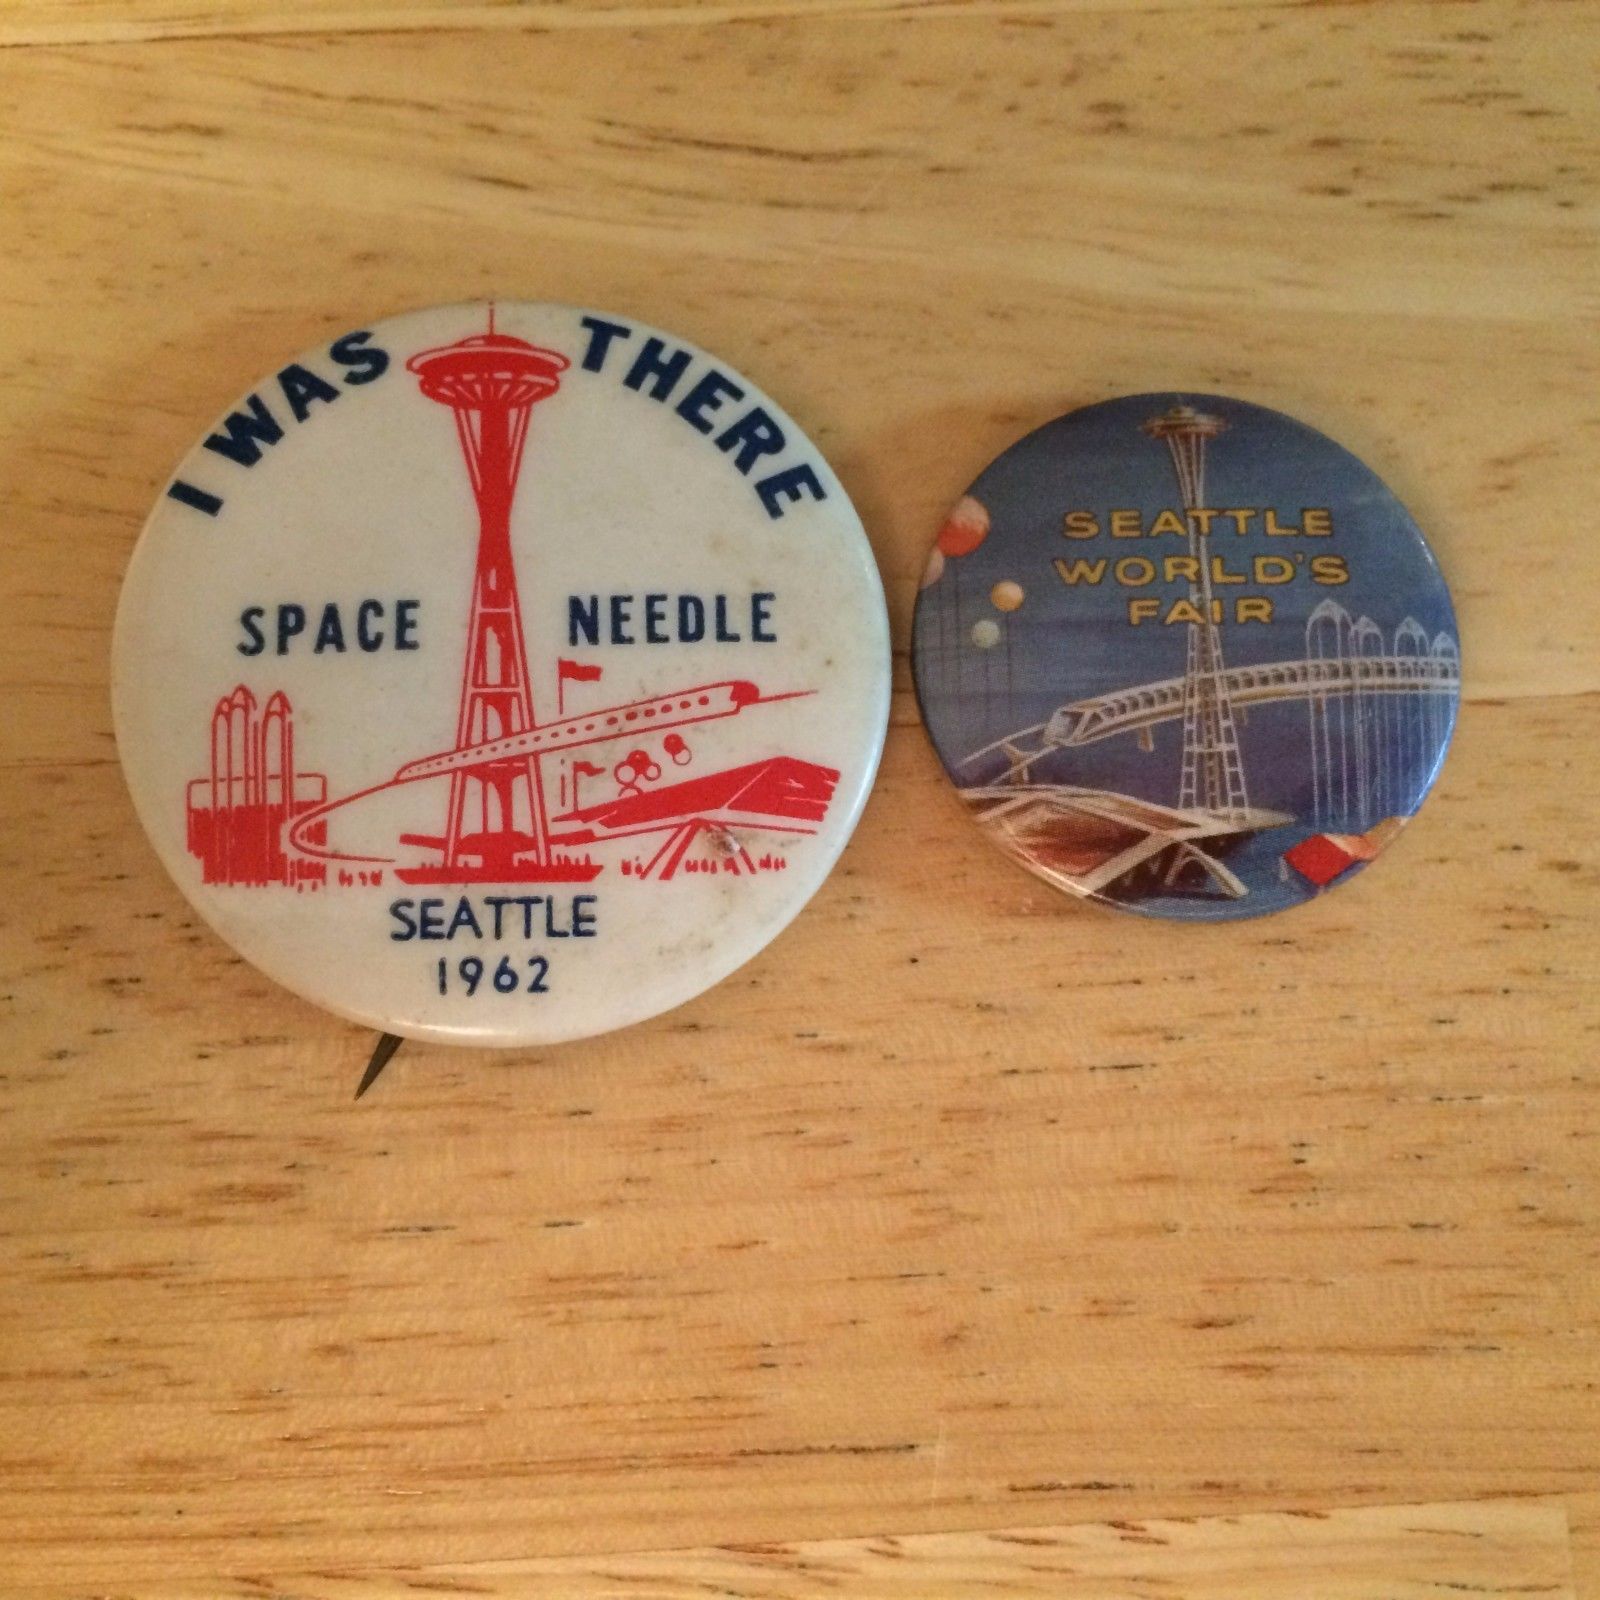 I WAS THERE
SPACE NEEDLE
SEATTLE
1962
SEATTLE
WORLD'S
FAIR